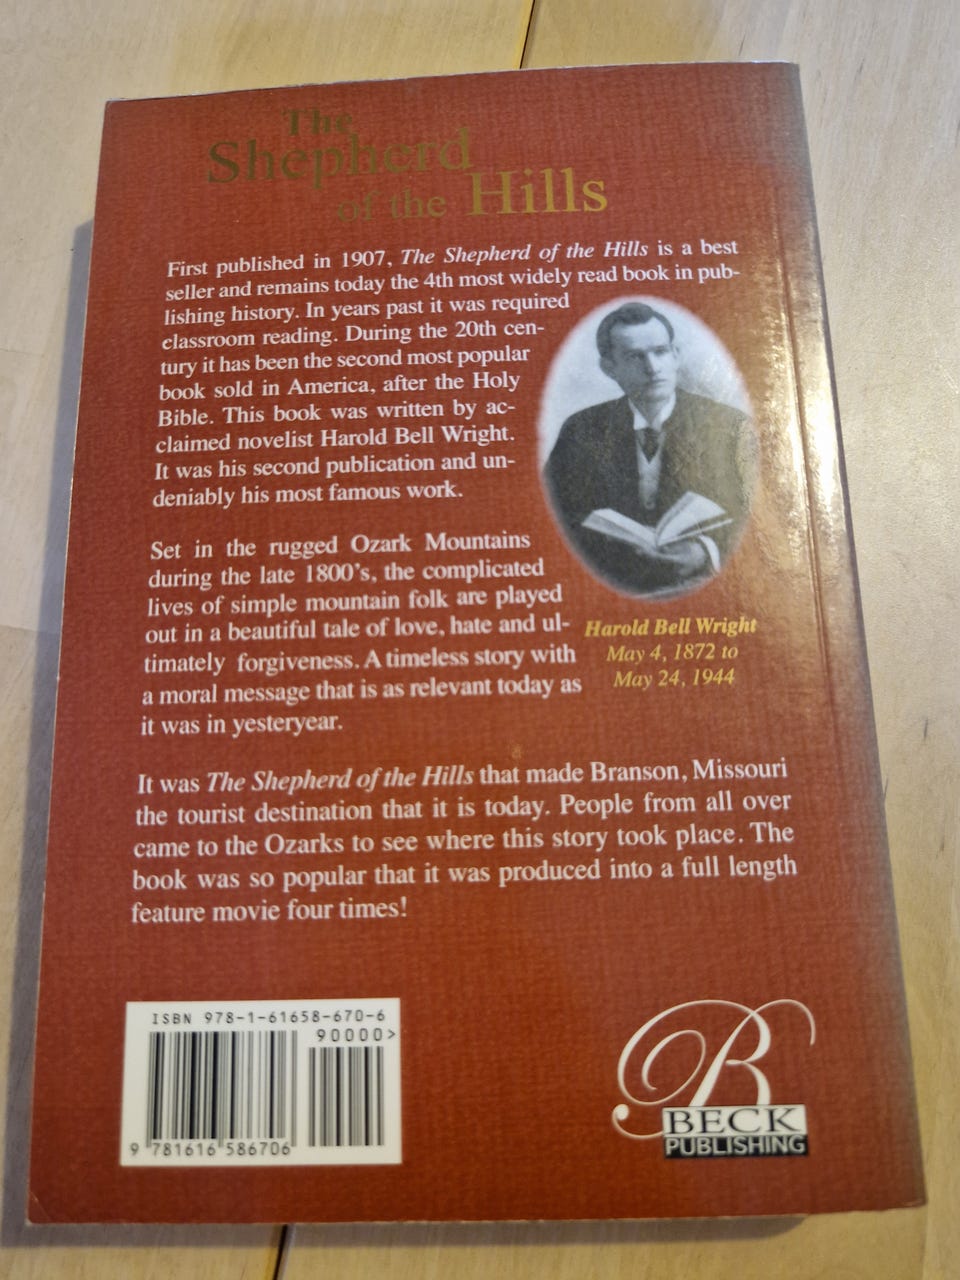 The
Shepherd
of the Hills
First published in 1907, The Shepherd of the Hills is a best
seller and remains today the 4th most widely read book in pub-
lishing history. In years past it was required
classroom reading. During the 20th cen-
tury it has been the second most popular
book sold in America, after the Holy
Bible. This book was written by ac-
claimed novelist Harold Bell Wright.
It was his second publication and un-
deniably his most famous work.
Set in the rugged Ozark Mountains
during the late 1800's, the complicated
lives of simple mountain folk are played
out in a beautiful tale of love, hate and ul-
timately forgiveness. A timeless story with
a moral message that is as relevant today as
it was in yesteryear.
Harold Bell Wright
May 4, 1872 to
May 24, 1944
It was The Shepherd of the Hills that made Branson, Missouri
the tourist destination that it is today. People from all over
came to the Ozarks to see where this story took place. The
book was so popular that it was produced into a full length
feature movie four times!
ISBN 978-1-61658-670-6
90000>
9 781616 586706
B
BECK
PUBLISHING